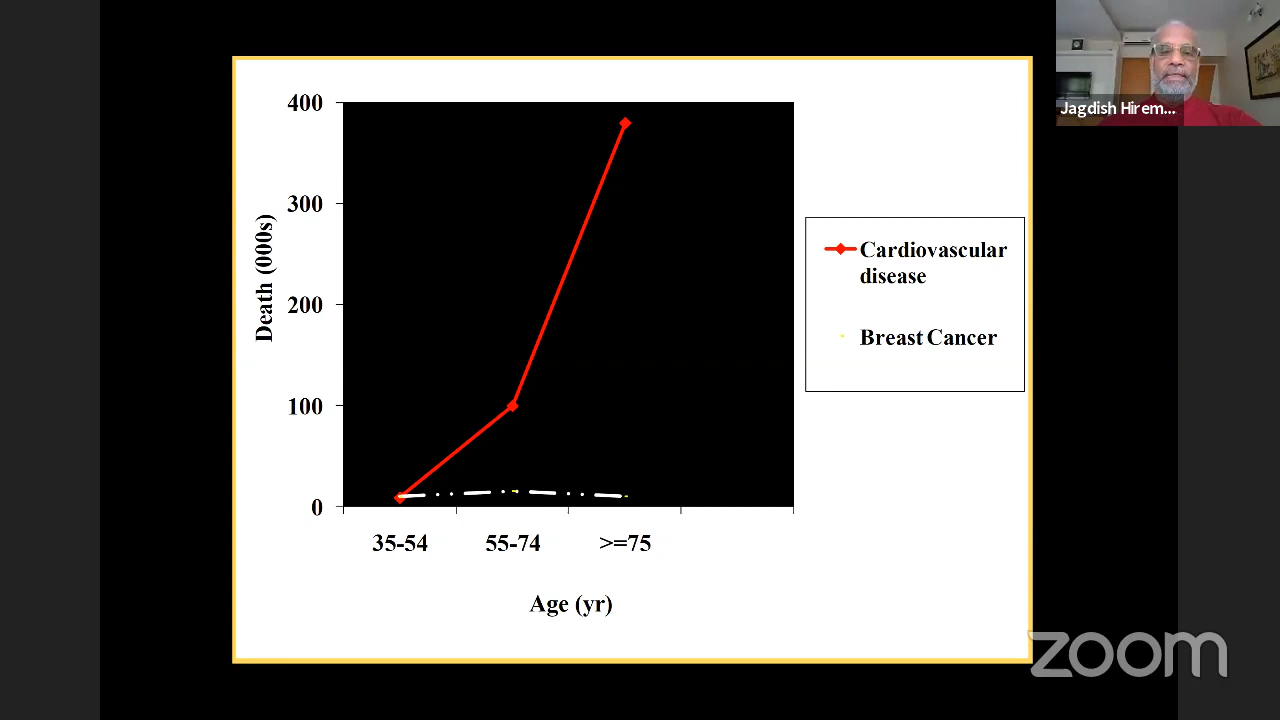 Jagdish Hirem...
400
300
200
100
0
Death (000s)
35-54 55-74 >=75
Age (yr)
Cardiovascular
disease
Breast Cancer
zoom